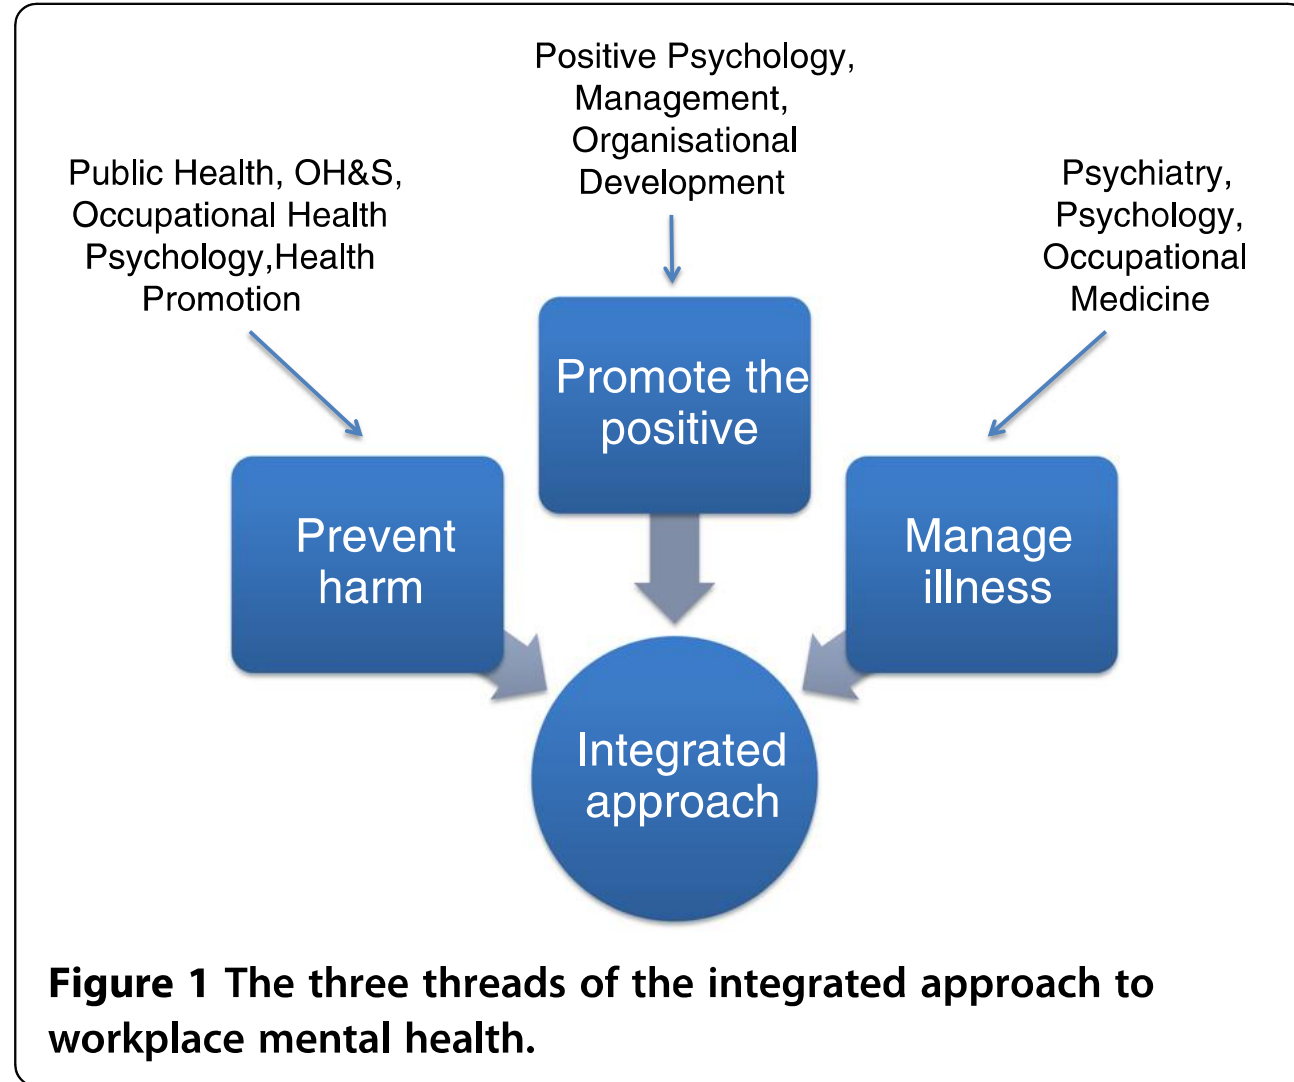 Positive Psychology,
Management,
Organisational
Development
Public Health, OH&S,
Occupational Health
Psychology,Health
Promotion
Psychiatry,
Psychology,
Occupational
Medicine
Promote the
positive
Prevent
harm
Manage
illness
Integrated
approach
Figure 1 The three threads of the integrated approach to
workplace mental health.